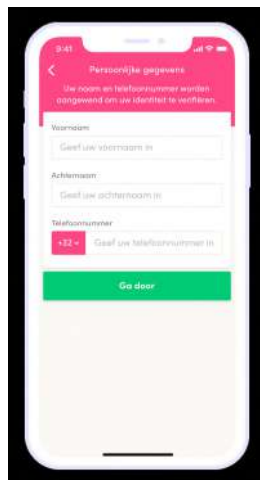 9:41
Persoonlijke gegevens
Uw naam en telefoonnummer worden
aangewend om uw identiteit te verifiëren.
Voornaam
Geef uw voornaam in
Achternaam
Geef uw achternaam in
Telefoonnummer
+32 Geef uw telefoonnummer in
Ga door